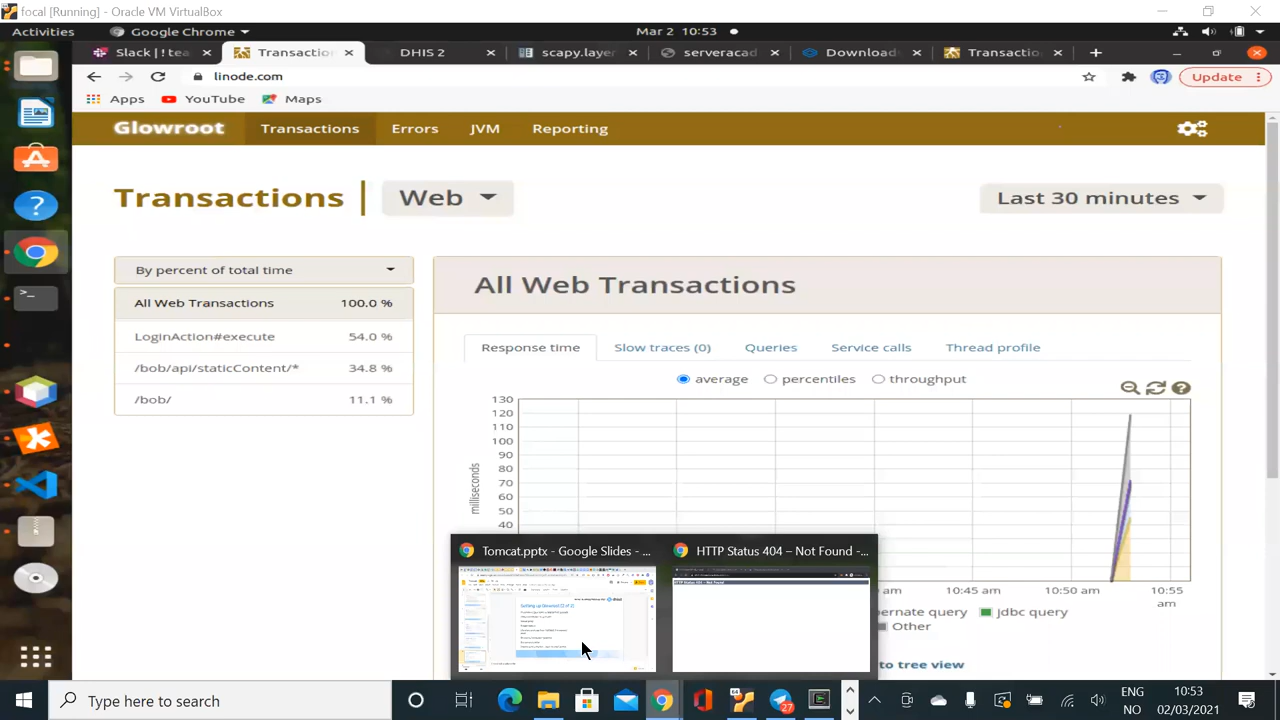 focal [Running] - Oracle VM VirtualBox
Activities
Google Chrome
Mar 2 10:53
Slack | !tea
Transactio
DHIS 2
scapy.layer
serveracad
Download
Transactio
linode.com
Update
Apps
YouTube
Maps
Glowroot
Transactions
Errors
JVM
Reporting
Transactions
Web
Last 30 minutes
By percent of total time
All Web Transactions 100.0 %
LoginAction#execute 54.0 %
/bob/api/staticContent/* 34.8 %
/bob/ 11.1 %
All Web Transactions
Response time
Slow traces (0)
Queries
Service calls
Thread profile
average
percentiles
throughput
130
120
110
100
90
80
70
60
50
40
milliseconds
Tomcat.pptx - Google Slides - ...
HTTP Status 404 – Not Found -...
am
10:45 am
10:50 am
10:55 am
ernate query
jdbc query
Other
to tree view
Type here to search
27
ENG
NO
10:53
02/03/2021